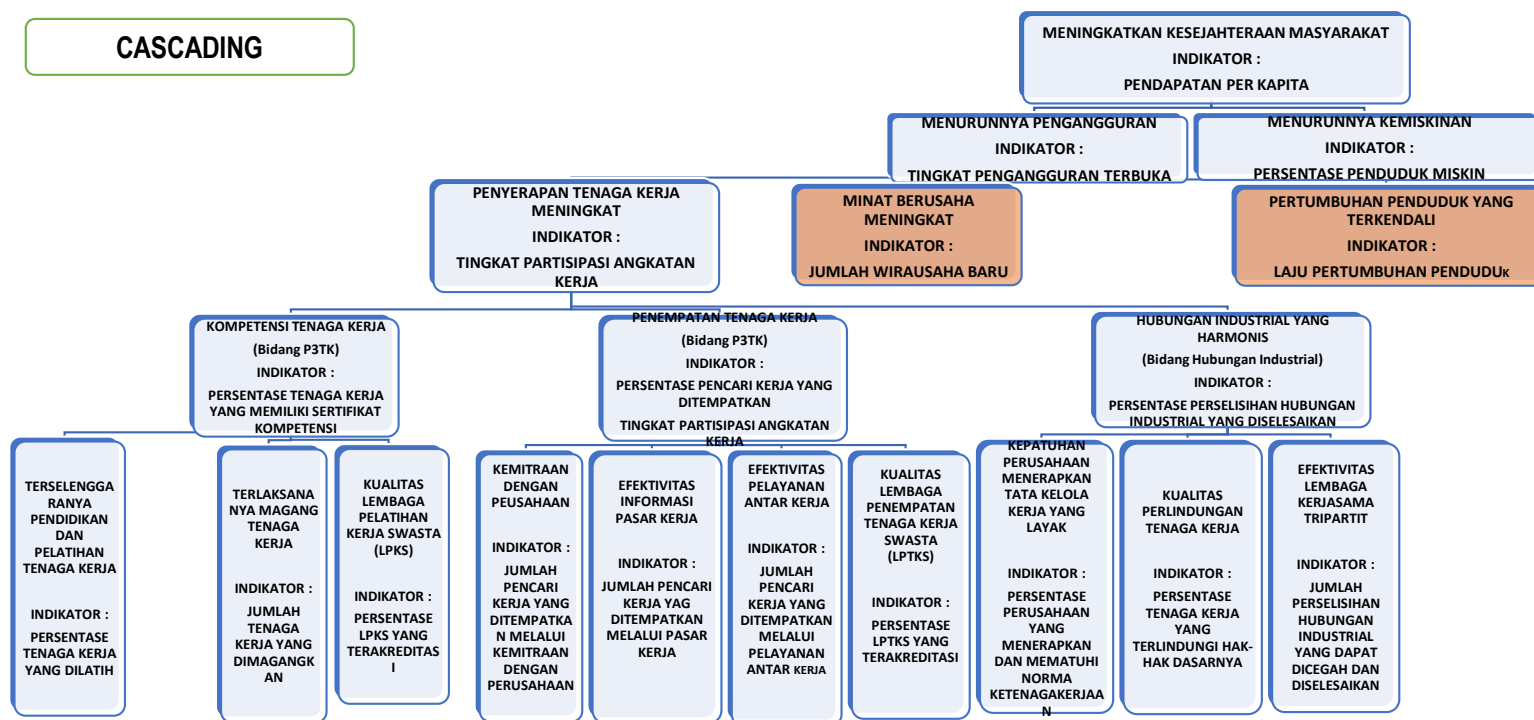 CASCADING
MENINGKATKAN KESEJAHTERAAN MASYARAKAT
INDIKATOR :
PENDAPATAN PER KAPITA
MENURUNNYA PENGANGGURAN
INDIKATOR :
TINGKAT PENGANGGURAN TERBUKA
MENURUNNYA KEMISKINAN
INDIKATOR :
PERSENTASE PENDUDUK MISKIN
PENYERAPAN TENAGA KERJA
MENINGKAT
INDIKATOR :
TINGKAT PARTISIPASI ANGKATAN
KERJA
MINAT BERUSAHA
MENINGKAT
INDIKATOR :
JUMLAH WIRAUSAHA BARU
PERTUMBUHAN PENDUDUK YANG
TERKENDALI
INDIKATOR :
LAJU PERTUMBUHAN PENDUDUK
KOMPETENSI TENAGA KERJA
(Bidang P3TK)
INDIKATOR :
PERSENTASE TENAGA KERJA
YANG MEMILIKI SERTIFIKAT
KOMPETENSI
PENEMPATAN TENAGA KERJA
(Bidang P3TK)
INDIKATOR :
PERSENTASE PENCARI KERJA YANG
DITEMPATKAN
TINGKAT PARTISIPASI ANGKATAN
KERJA
HUBUNGAN INDUSTRIAL YANG
HARMONIS
(Bidang Hubungan Industrial)
INDIKATOR :
PERSENTASE PERSELISIHAN HUBUNGAN
INDUSTRIAL YANG DISELESAIKAN
TERSELENGGA
RANYA
PENDIDIKAN
DAN
PELATIHAN
TENAGA KERJA
INDIKATOR :
PERSENTASE
TENAGA KERJA
YANG DILATIH
TERLAKSANA
NYA MAGANG
TENAGA
KERJA
INDIKATOR :
JUMLAH
TENAGA
KERJA YANG
DIMAGANGK
AN
KUALITAS
LEMBAGA
PELATIHAN
KERJA SWASTA
(LPKS)
INDIKATOR :
PERSENTASE
LPKS YANG
TERAKREDITAS
I
KEMITRAAN
DENGAN
PEUSAHAAN
INDIKATOR :
JUMLAH
PENCARI
KERJA YANG
DITEMPATKA
N MELALUI
KEMITRAAN
DENGAN
PERUSAHAAN
EFEKTIVITAS
INFORMASI
PASAR KERJA
INDIKATOR :
JUMLAH PENCARI
KERJA YAG
DITEMPATKAN
MELALUI PASAR
KERJA
EFEKTIVITAS
PELAYANAN
ANTAR KERJA
INDIKATOR :
JUMLAH
PENCARI
KERJA YANG
DITEMPATKAN
MELALUI
PELAYANAN
ANTAR KERJA
KUALITAS
LEMBAGA
PENEMPATAN
TENAGA KERJA
SWASTA
(LPTKS)
INDIKATOR :
PERSENTASE
LPTKS YANG
TERAKREDITASI
KEPATUHAN
PERUSAHAAN
MENERAPKAN
TATA KELOLA
KERJA YANG
LAYAK
INDIKATOR :
PERSENTASE
PERUSAHAAN
YANG
MENERAPKAN
DAN MEMATUHI
NORMA
KETENAGAKERJAA
N
KUALITAS
PERLINDUNGAN
TENAGA KERJA
INDIKATOR :
PERSENTASE
TENAGA KERJA
YANG
TERLINDUNGI HAK-
HAK DASARNYA
EFEKTIVITAS
LEMBAGA
KERJASAMA
TRIPARTIT
INDIKATOR :
JUMLAH
PERSELISIHAN
HUBUNGAN
INDUSTRIAL
YANG DAPAT
DICEGAH DAN
DISELESAIKAN